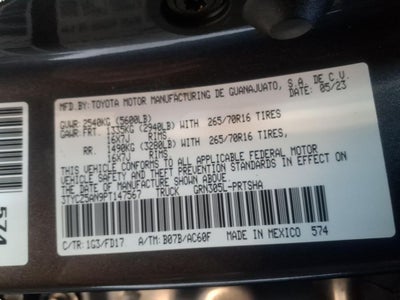 MFD.BY:TOYOTA MOTOR MANUFACTURING DE GUANAJUATO, S.A. DE C.V.
GVWR 2540KG (5600LB) 05/23
GAWR FRT. 1335KG (2940LB) WITH 265/70R16 TIRES
16X7J RIMS,
RR. 1490KG (3280LB) WITH 265/70R16 TIRES,
16X7J RIMS,
THIS VEHICLE CONFORMS TO ALL APPLICABLE FEDERAL MOTOR
VEHICLE SAFETY AND THEFT PREVENTION STANDARDS IN EFFECT ON
THE DATE OF MANUFACTURE SHOWN ABOVE.
3TYCZ5AN9PT147567 TRUCK GRN305L-PRTSHA
C/TR: 1G3/FD17 A/TM: B07B/AC60F MADE IN MEXICO 574
574